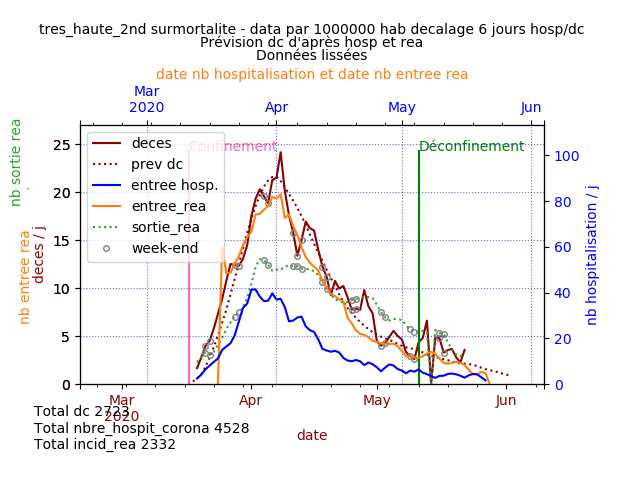 tres_haute_2nd surmortalite - data par 1000000 hab decalage 6 jours hosp/dc
Prévision dc d'après hosp et rea
Données lissées
date nb hospitalisation et date nb entree rea
Mar
2020
Apr
May
Jun
nb sortie rea
.
nb entree rea
deces / j
25
20
15
10
5
0
100
80
60
40
20
0
nb hospitalisation / j
Confinement
Déconfinement
deces
prev dc
entree hosp.
entree_rea
sortie_rea
week-end
Mar
2020
Apr
May
Jun
date
Total dc 2723
Total nbre_hospit_corona 4528
Total incid_rea 2332